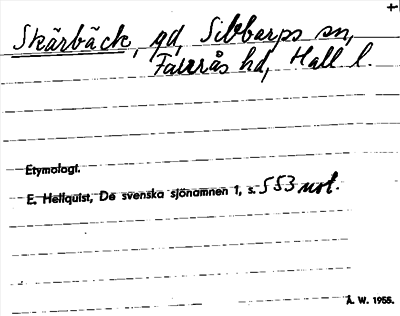 +
Skärbäck, gd, Sibbarps sn,
Faurås hd, Hall l.
Etymologi.
E. Hellquist, De svenska sjönamnen 1, s. 553 not.
Å. W. 1955.